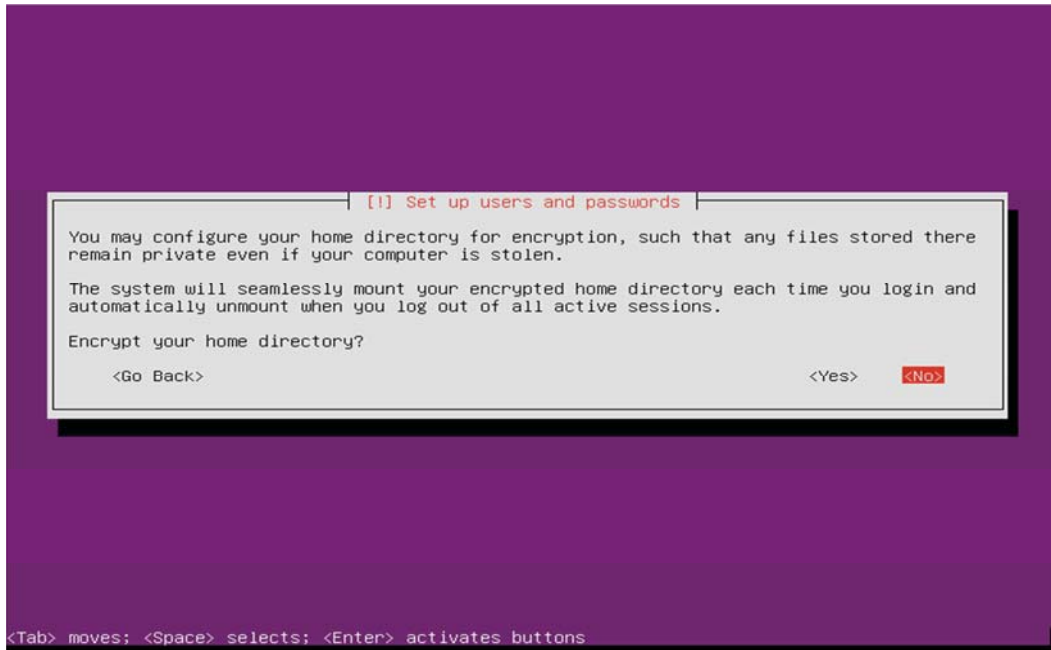 [!] Set up users and passwords
You may configure your home directory for encryption, such that any files stored there
remain private even if your computer is stolen.
The system will seamlessly mount your encrypted home directory each time you login and
automatically unmount when you log out of all active sessions.
Encrypt your home directory?
<Go Back> <Yes> <No>
<Tab> moves; <Space> selects; <Enter> activates buttons